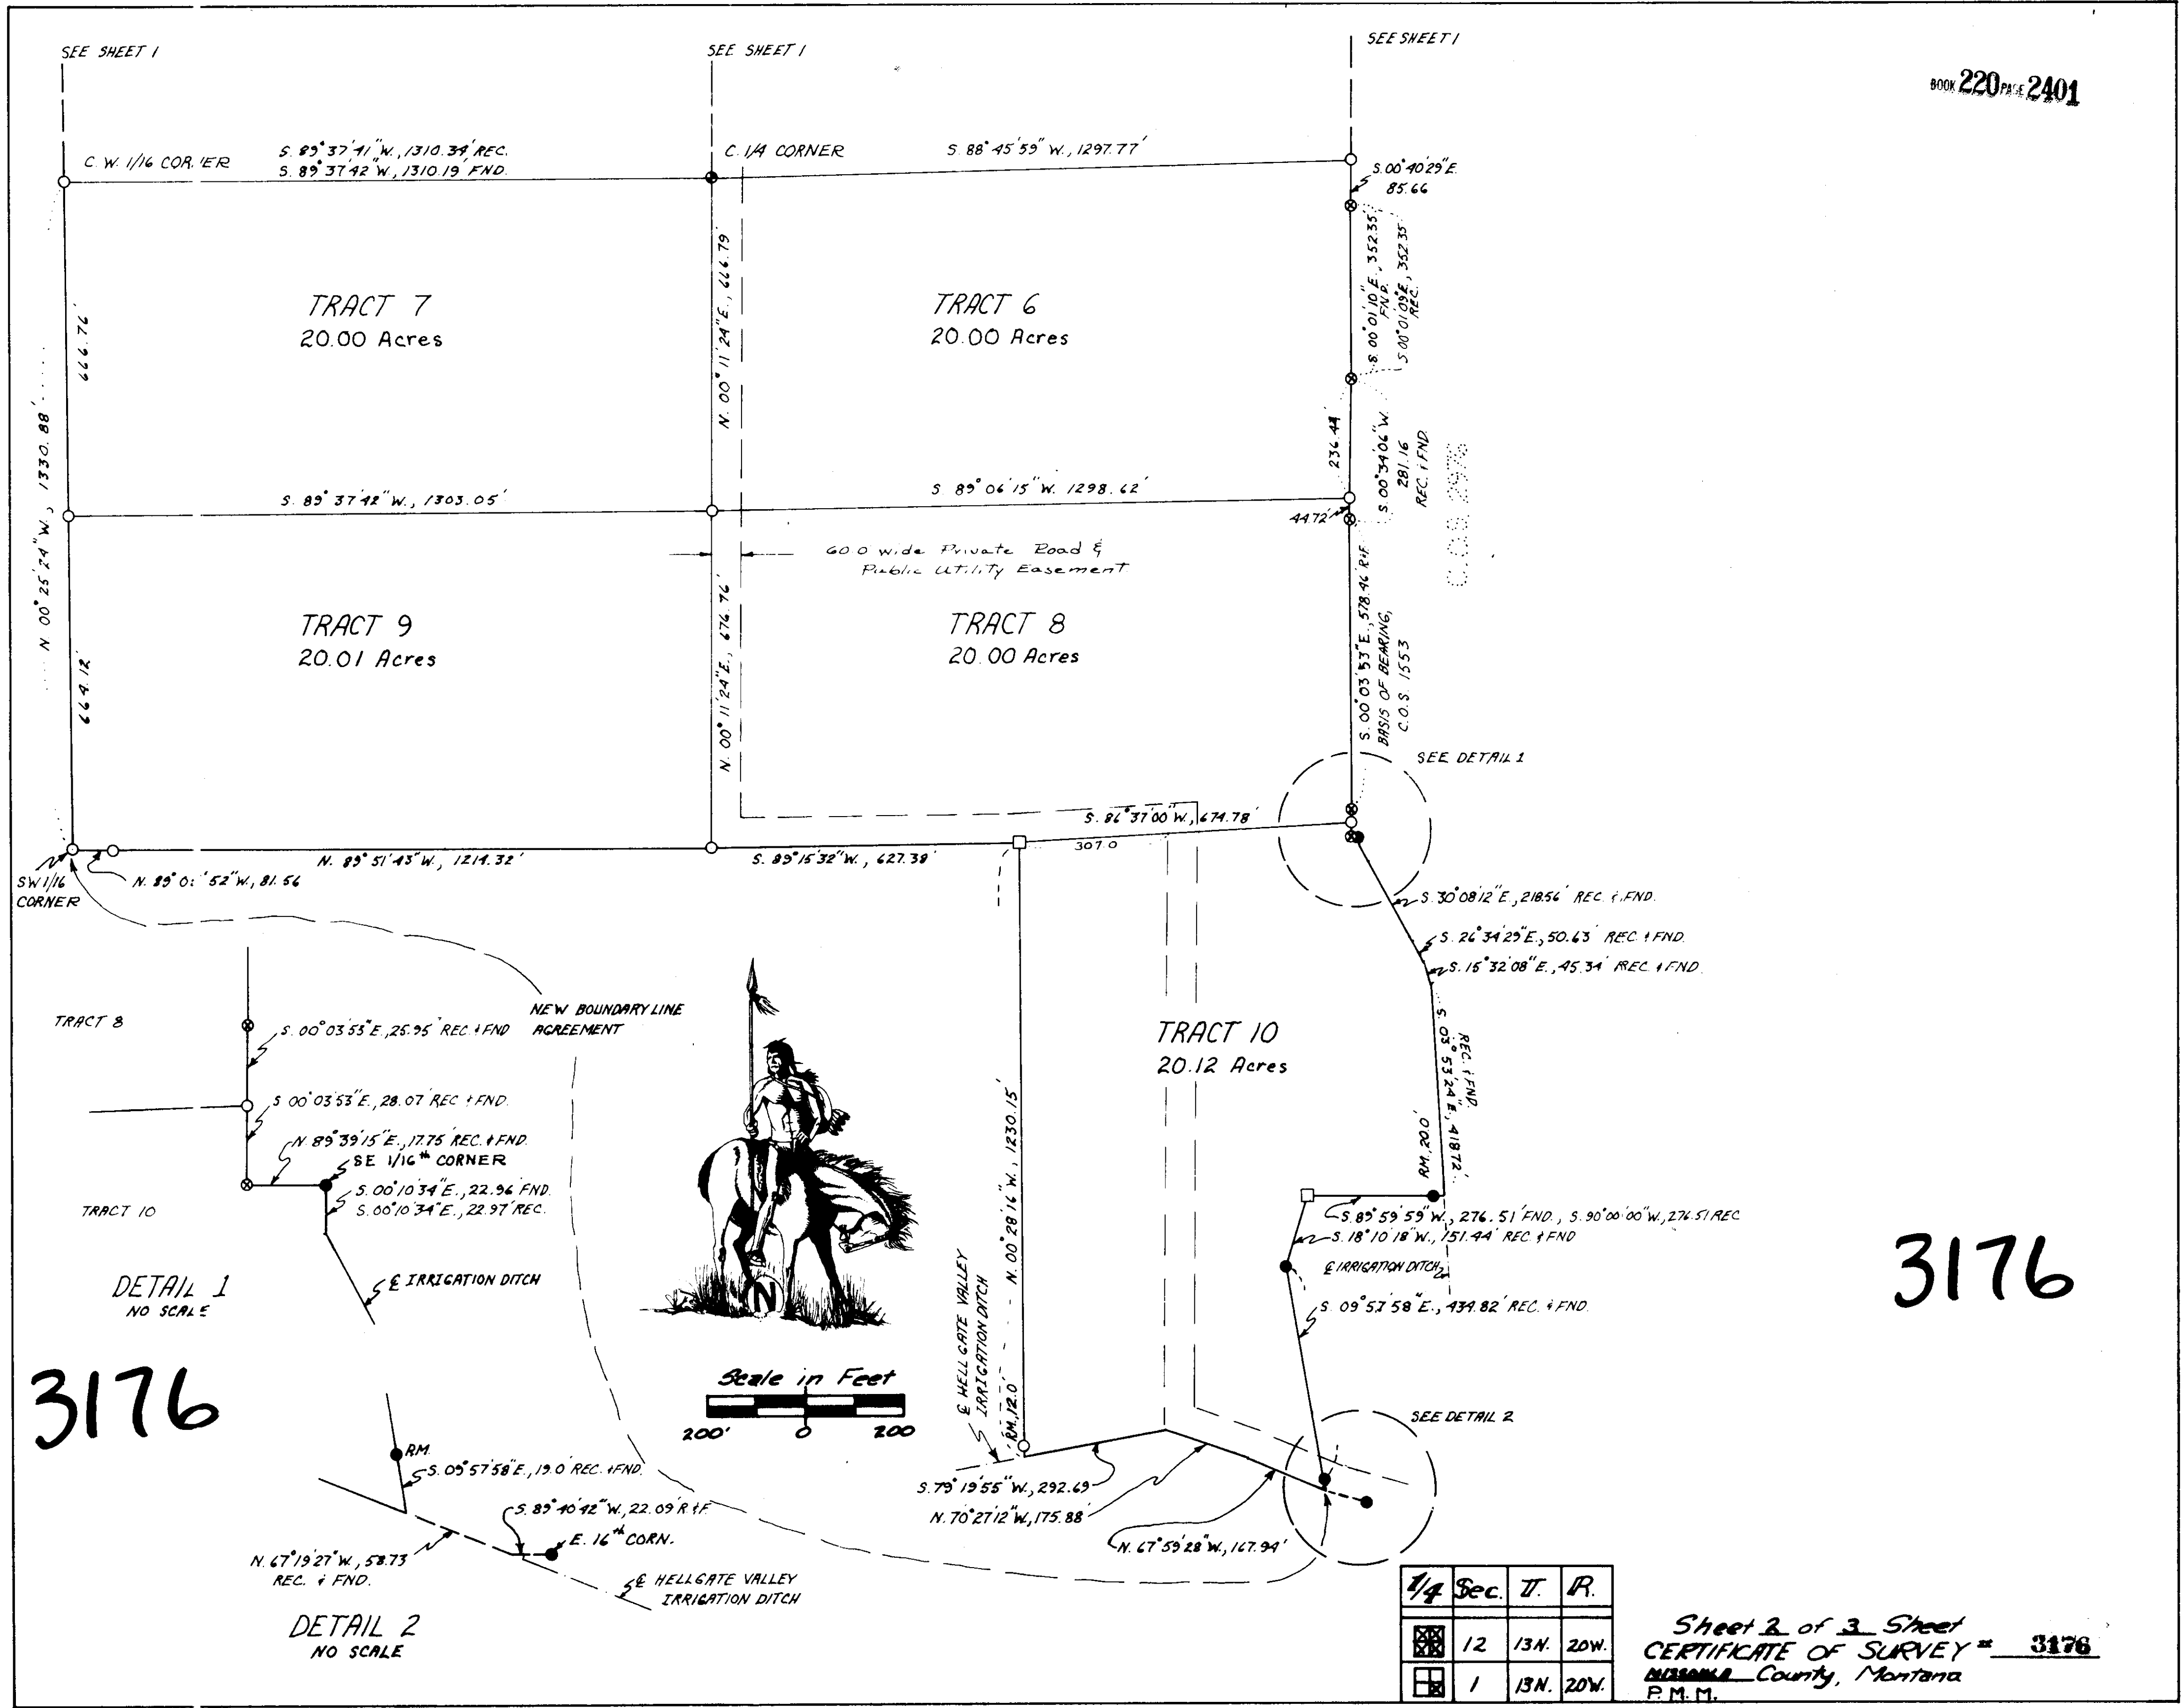 SEE SHEET 1
SEE SHEET 1
SEE SHEET 1
BOOK 220 PAGE 2401
C. W. 1/16
S. 89° 37' 41" W., 1310.34' REC.
S. 89° 37' 42" W., 1310.19' FND.
C. 1/4 CORNER
S. 88° 45' 59" W., 1297.77'
S. 00° 40' 29" E.
85.66
S. 00° 01' 10" E., 352.35'
FND.
S 00° 01' 09" E., 352.35'
REC.
TRACT 7
20.00 Acres
N. 00° 11' 24" E., 666.79'
TRACT 6
20.00 Acres
N 00° 25' 24" W., 1330.88'
236.44
S. 00° 34' 06" W.
281.16
REC. & FND.
C.O.S. 2976
S. 89° 37' 42" W., 1303.05'
S 89° 06' 15" W. 1298.62'
44.72'
60.0 wide Private Road &
Public Utility Easement
TRACT 9
20.01 Acres
N. 00° 11' 24" E., 676.76'
TRACT 8
20.00 Acres
664.12'
S. 00° 03' 53" E., 578.46 R&F
BASIS OF BEARING,
C.O.S. 1553
SEE DETAIL 1
S. 86° 37' 00" W., 674.78'
307.0
SW 1/16
CORNER
81.56
N. 89° 51' 43" W., 1214.32'
S. 89° 15' 32" W., 627.38'
S. 30° 08' 12" E., 218.56' REC. & FND.
S. 26° 34' 29" E., 50.63' REC. & FND.
S. 15° 32' 08" E., 45.34' REC. & FND.
S. 03° 53' 24" E., 418.72'
REC. & FND.
TRACT 10
20.12 Acres
RM, 20.0'
NEW BOUNDARY LINE
AGREEMENT
TRACT 8
S. 00° 03' 53" E., 25.95' REC. & FND
S 00° 03' 53" E., 28.07 REC & FND.
N. 89° 39' 15" E., 17.75' REC. & FND.
SE 1/16th CORNER
S. 00° 10' 34" E., 22.96' FND.
S. 00° 10' 34" E., 22.97' REC.
TRACT 10
DETAIL 1
NO SCALE
℄ IRRIGATION DITCH
N
N. 00° 28' 16" W., 1230.15'
S. 89° 59' 59" W., 276.51' FND., S. 90° 00' 00" W., 276.51 REC
S. 18° 10' 18" W., 151.44' REC & FND
℄ IRRIGATION DITCH
S. 09° 57' 58" E., 434.82' REC. & FND.
3176
3176
Scale in Feet
200' 0 200
℄ HELL GATE VALLEY
IRRIGATION DITCH
RM, 12.0'
SEE DETAIL 2
S. 79° 19' 55" W., 292.69
N. 70° 27' 12" W., 175.88'
N. 67° 59' 28" W., 167.94'
RM.
S. 09° 57' 58" E., 19.0' REC. & FND.
S. 89° 40' 42" W., 22.09' R & F.
E. 16th CORN.
N. 67° 19' 27" W., 58.73
REC. & FND.
℄ HELLGATE VALLEY
IRRIGATION DITCH
DETAIL 2
NO SCALE
1/4 Sec. T. R.
12 13N. 20W.
1 13N. 20W.
Sheet 2 of 3 Sheet
CERTIFICATE OF SURVEY # 3176
MISSOULA County, Montana
P.M.M.